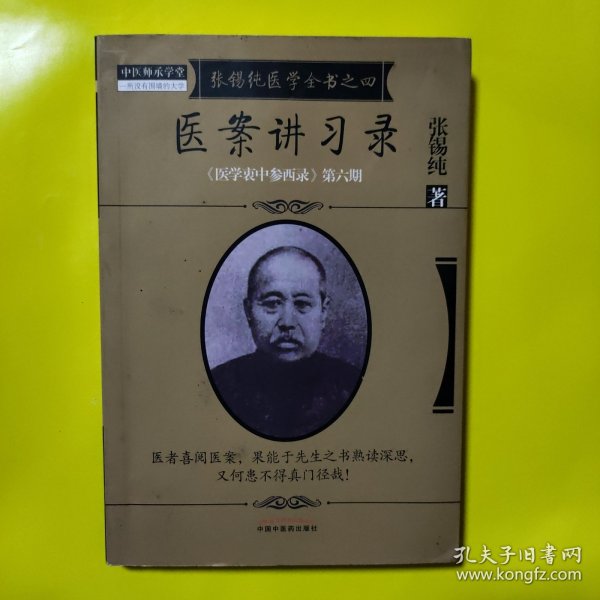 中医师承学堂
一所没有围墙的大学
张锡纯医学全书之四
医案讲习录
《医学衷中参西录》第六期
张锡纯
著
医者喜阅医案，果能于先生之书熟读深思，
又何患不得真门径哉！
中国中医药出版社
孔夫子旧书网
www.kongfz.com